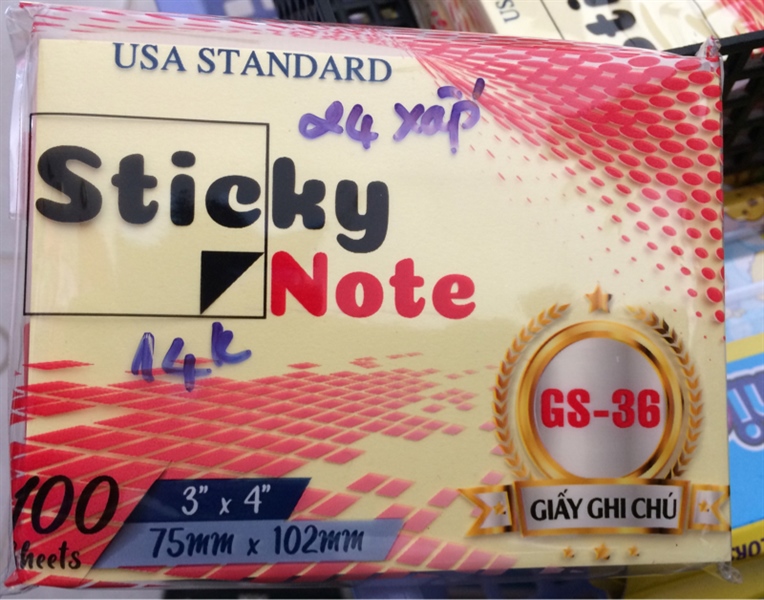 USA STANDARD
24 xấp
Sticky
Note
14k
GS-36
GIẤY GHI CHÚ
100
Sheets
3" x 4"
75mm x 102mm